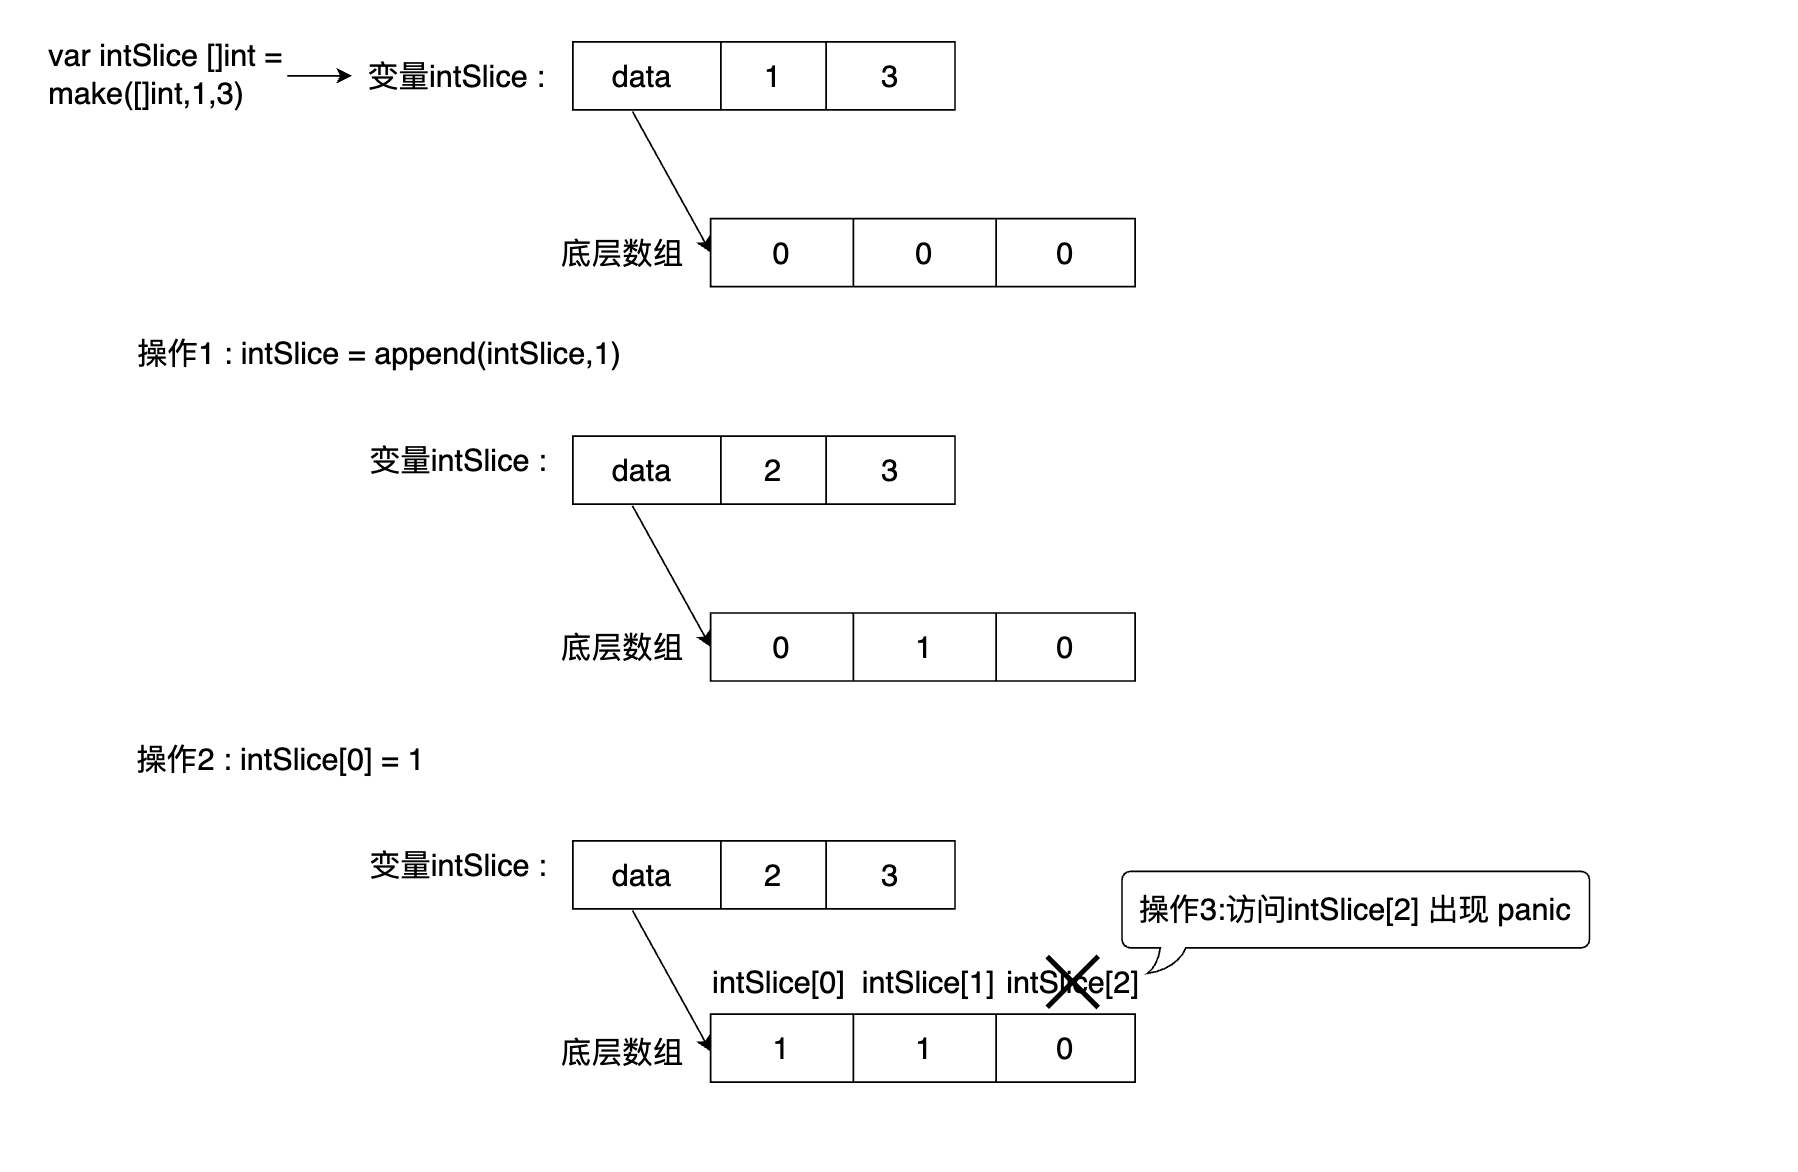 var intSlice []int =
make([]int,1,3)
变量intSlice :
data 1 3
底层数组
0 0 0
操作1 : intSlice = append(intSlice,1)
变量intSlice :
data 2 3
底层数组
0 1 0
操作2 : intSlice[0] = 1
变量intSlice :
data 2 3
操作3:访问intSlice[2] 出现 panic
intSlice[0] intSlice[1] intSlice[2]
底层数组
1 1 0